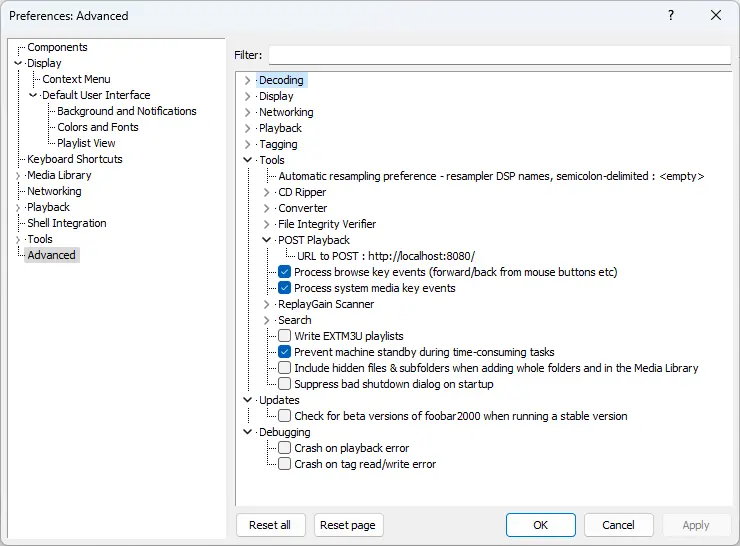 Preferences: Advanced
?
Components
Display
Context Menu
Default User Interface
Background and Notifications
Colors and Fonts
Playlist View
Keyboard Shortcuts
Media Library
Networking
Playback
Shell Integration
Tools
Advanced
Filter:
Decoding
Display
Networking
Playback
Tagging
Tools
Automatic resampling preference - resampler DSP names, semicolon-delimited : <empty>
CD Ripper
Converter
File Integrity Verifier
POST Playback
URL to POST : http://localhost:8080/
Process browse key events (forward/back from mouse buttons etc)
Process system media key events
ReplayGain Scanner
Search
Write EXTM3U playlists
Prevent machine standby during time-consuming tasks
Include hidden files & subfolders when adding whole folders and in the Media Library
Suppress bad shutdown dialog on startup
Updates
Check for beta versions of foobar2000 when running a stable version
Debugging
Crash on playback error
Crash on tag read/write error
Reset all
Reset page
OK
Cancel
Apply